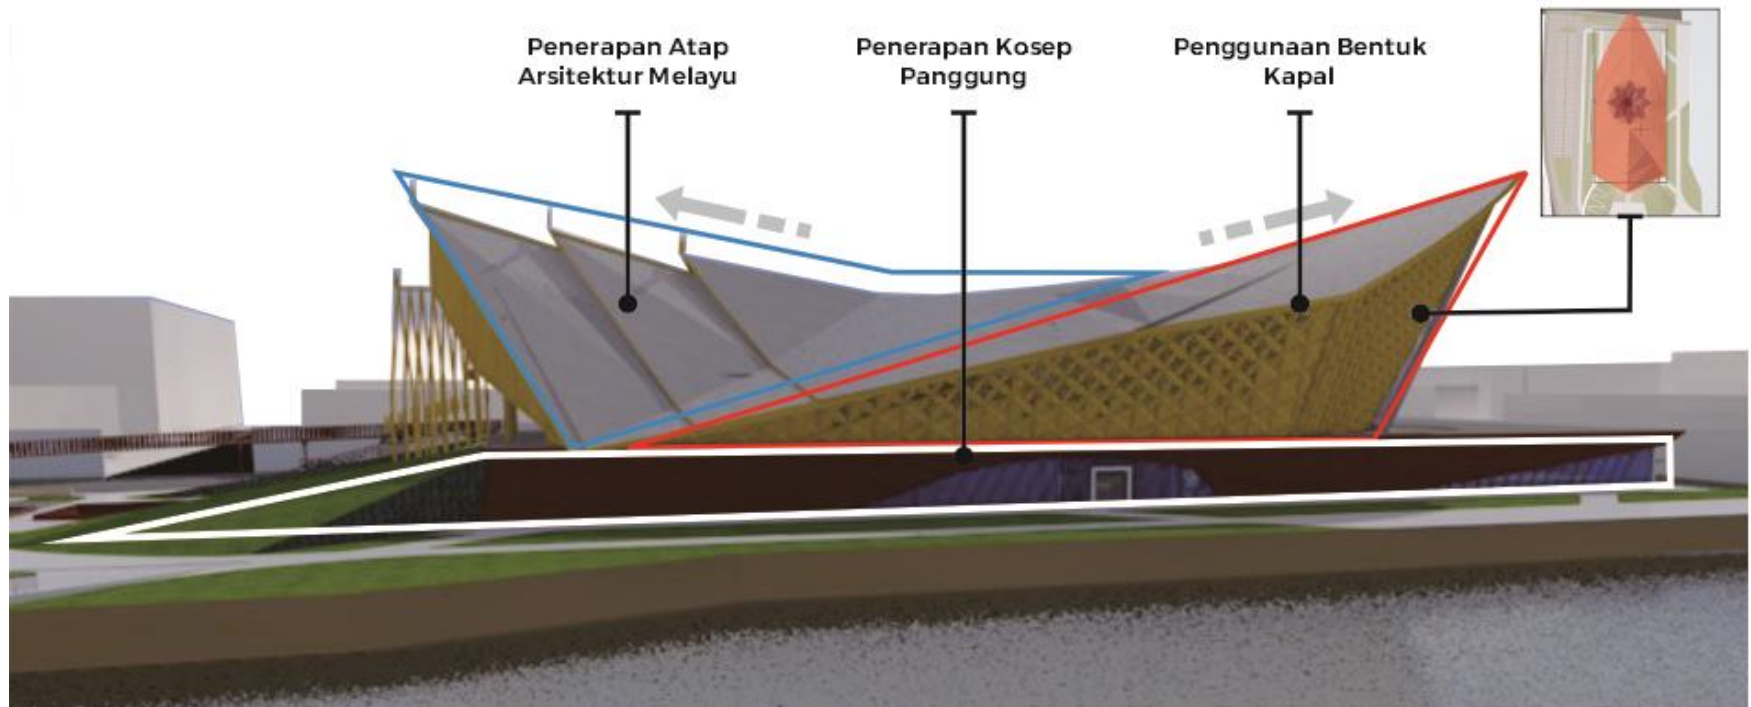 Penerapan Atap
Arsitektur Melayu
Penerapan Kosep
Panggung
Penggunaan Bentuk
Kapal